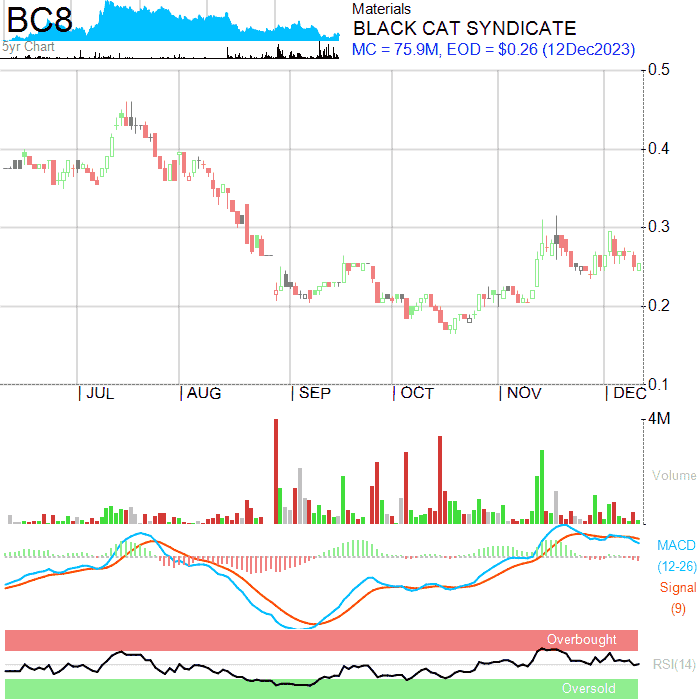 BC8
5yr Chart
Materials
BLACK CAT SYNDICATE
MC = 75.9M, EOD = $0.26 (12Dec2023)
0.5
0.4
0.3
0.2
0.1
| JUL | AUG | SEP | OCT | NOV | DEC
4M
Volume
MACD
(12-26)
Signal
(9)
Overbought
RSI(14)
Oversold